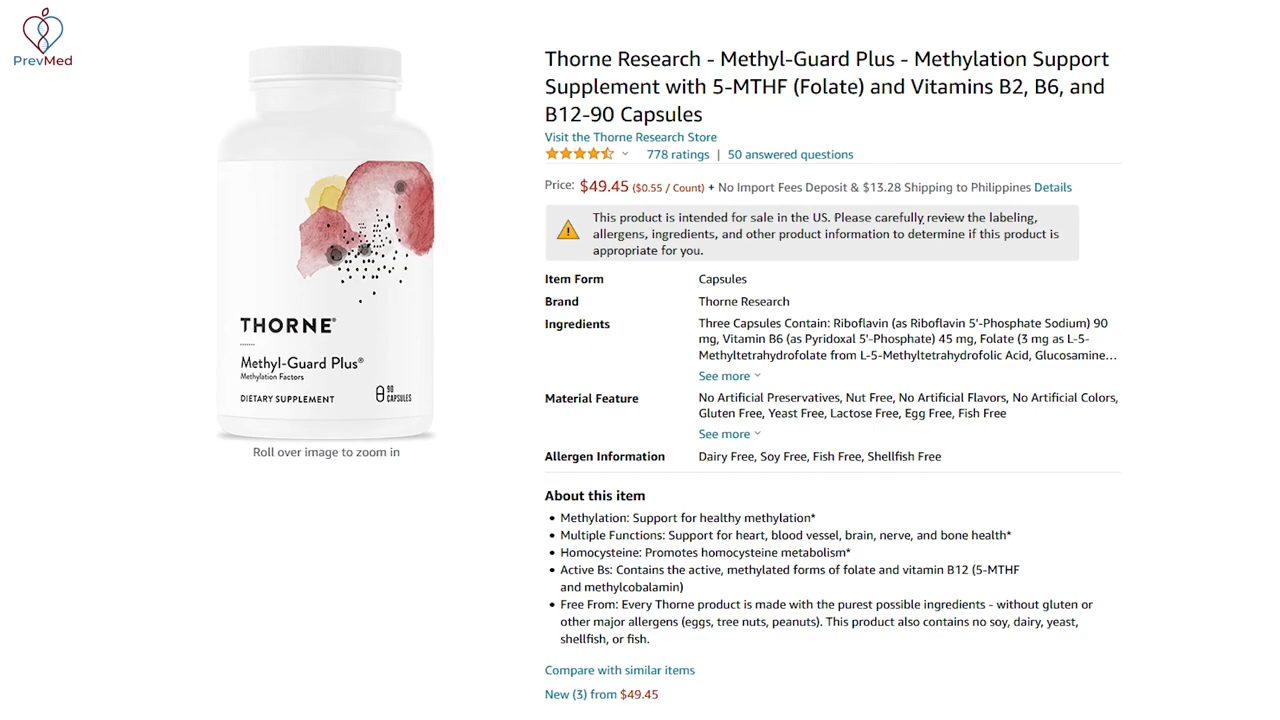 PrevMed
THORNE®
Methyl-Guard Plus®
Methylation Factors
DIETARY SUPPLEMENT
90
CAPSULES
Roll over image to zoom in
Thorne Research - Methyl-Guard Plus - Methylation Support
Supplement with 5-MTHF (Folate) and Vitamins B2, B6, and
B12-90 Capsules
Visit the Thorne Research Store
778 ratings | 50 answered questions
Price: $49.45 ($0.55 / Count) + No Import Fees Deposit & $13.28 Shipping to Philippines Details
This product is intended for sale in the US. Please carefully review the labeling,
allergens, ingredients, and other product information to determine if this product is
appropriate for you.
Item Form Capsules
Brand Thorne Research
Ingredients Three Capsules Contain: Riboflavin (as Riboflavin 5'-Phosphate Sodium) 90
mg, Vitamin B6 (as Pyridoxal 5'-Phosphate) 45 mg, Folate (3 mg as L-5-
Methyltetrahydrofolate from L-5-Methyltetrahydrofolic Acid, Glucosamine…
See more
Material Feature No Artificial Preservatives, Nut Free, No Artificial Flavors, No Artificial Colors,
Gluten Free, Yeast Free, Lactose Free, Egg Free, Fish Free
See more
Allergen Information Dairy Free, Soy Free, Fish Free, Shellfish Free
About this item
• Methylation: Support for healthy methylation*
• Multiple Functions: Support for heart, blood vessel, brain, nerve, and bone health*
• Homocysteine: Promotes homocysteine metabolism*
• Active Bs: Contains the active, methylated forms of folate and vitamin B12 (5-MTHF
and methylcobalamin)
• Free From: Every Thorne product is made with the purest possible ingredients - without gluten or
other major allergens (eggs, tree nuts, peanuts). This product also contains no soy, dairy, yeast,
shellfish, or fish.
Compare with similar items
New (3) from $49.45